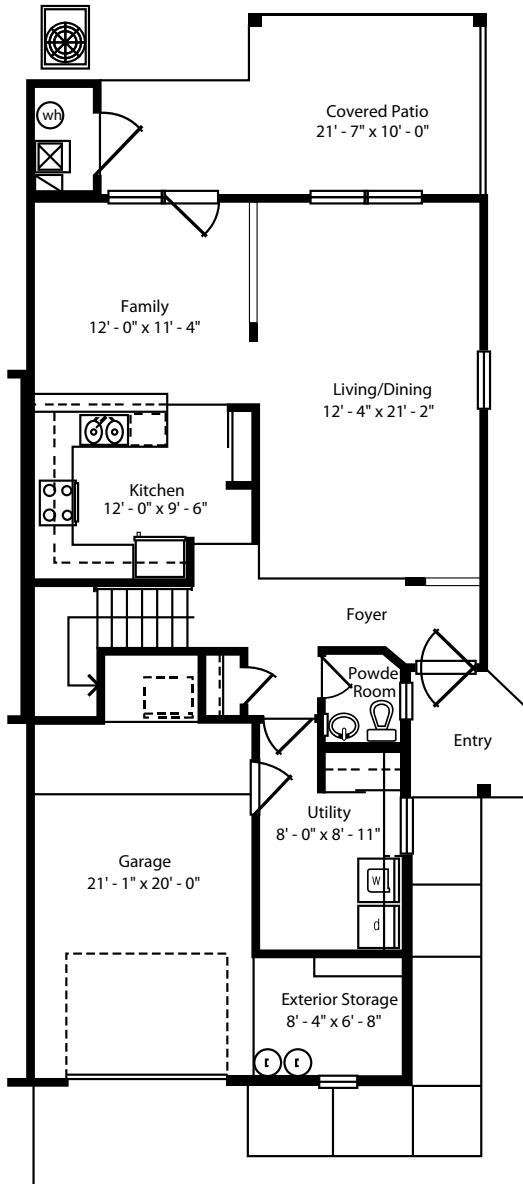 wh
Covered Patio
21' - 7" x 10' - 0"
Family
12' - 0" x 11' - 4"
Living/Dining
12' - 4" x 21' - 2"
Kitchen
12' - 0" x 9' - 6"
Foyer
Powde
Room
Entry
Utility
8' - 0" x 8' - 11"
Garage
21' - 1" x 20' - 0"
w
d
Exterior Storage
8' - 4" x 6' - 8"